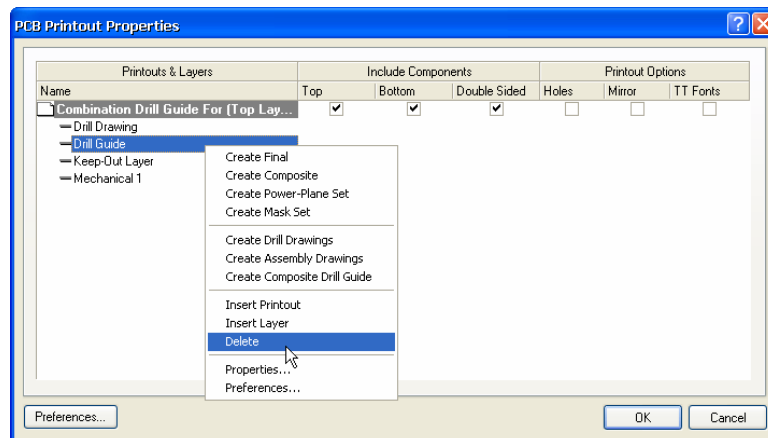 PCB Printout Properties
Printouts & Layers Include Components Printout Options
Name Top Bottom Double Sided Holes Mirror TT Fonts
Combination Drill Guide For (Top Lay...
Drill Drawing
Drill Guide
Keep-Out Layer
Mechanical 1
Create Final
Create Composite
Create Power-Plane Set
Create Mask Set
Create Drill Drawings
Create Assembly Drawings
Create Composite Drill Guide
Insert Printout
Insert Layer
Delete
Properties...
Preferences...
Preferences... OK Cancel